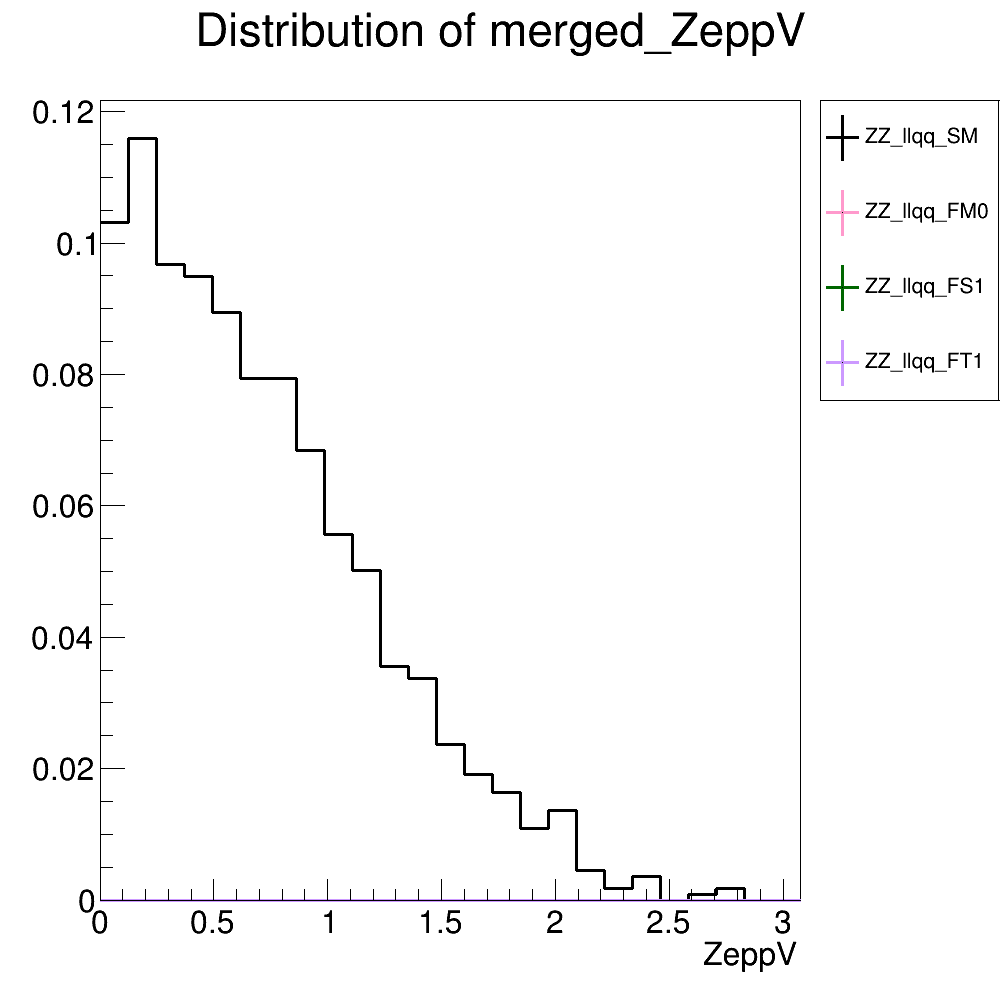 Distribution of merged_ZeppV
0.12
0.1
0.08
0.06
0.04
0.02
0
0 0.5 1 1.5 2 2.5 3
ZeppV
ZZ_llqq_SM
ZZ_llqq_FM0
ZZ_llqq_FS1
ZZ_llqq_FT1